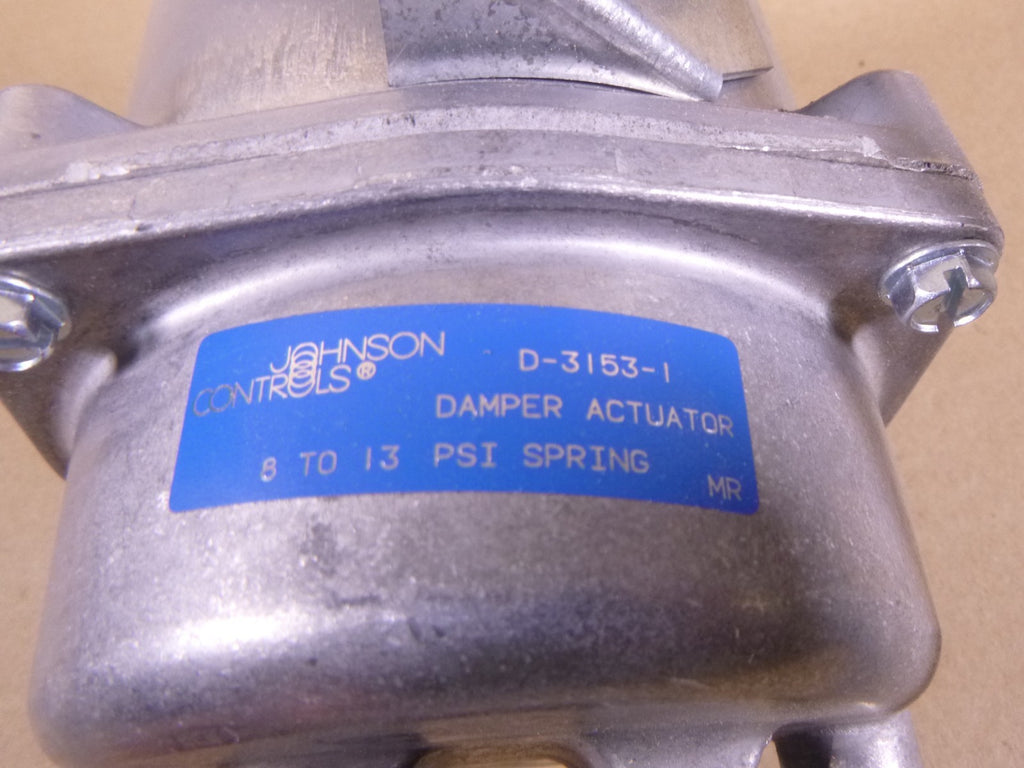 JOHNSON
CONTROLS®
D-3153-1
DAMPER ACTUATOR
8 TO 13 PSI SPRING
MR